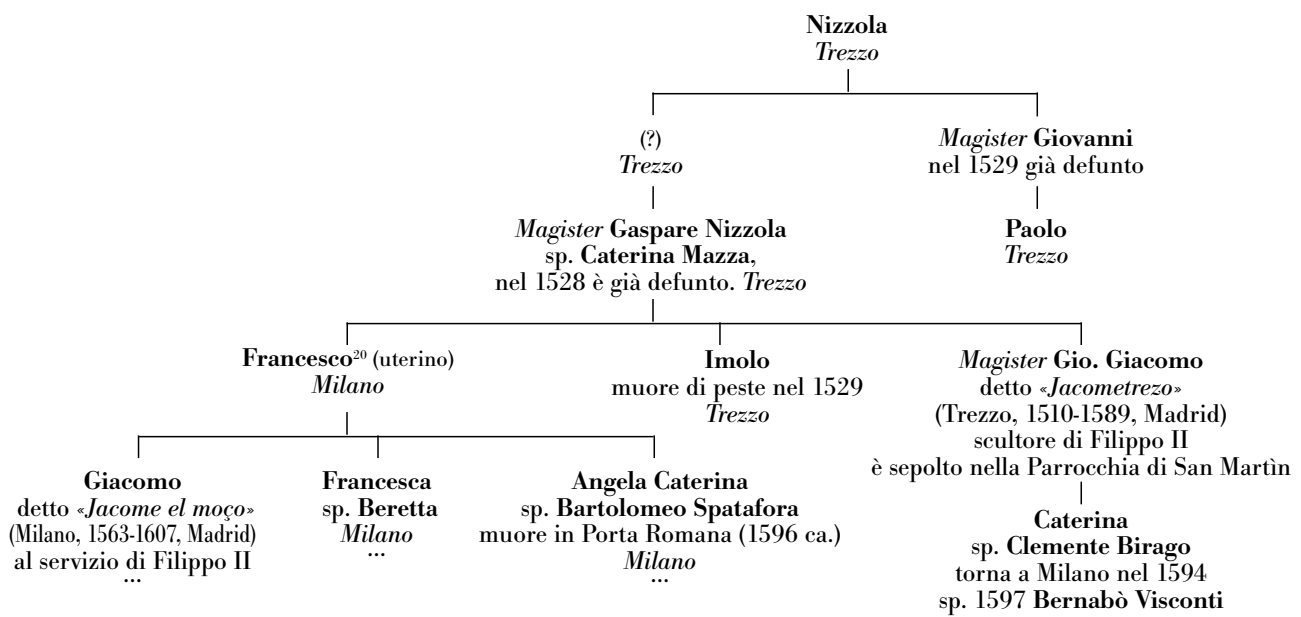 Nizzola
Trezzo
(?)
Trezzo
Magister Giovanni
nel 1529 già defunto
Magister Gaspare Nizzola
sp. Caterina Mazza,
nel 1528 è già defunto. Trezzo
Paolo
Trezzo
Francesco²⁰ (uterino)
Milano
Imolo
muore di peste nel 1529
Trezzo
Magister Gio. Giacomo
detto «Jacometrezo»
(Trezzo, 1510-1589, Madrid)
scultore di Filippo II
è sepolto nella Parrocchia di San Martìn
Giacomo
detto «Jacome el moço»
(Milano, 1563-1607, Madrid)
al servizio di Filippo II
...
Francesca
sp. Beretta
Milano
...
Angela Caterina
sp. Bartolomeo Spatafora
muore in Porta Romana (1596 ca.)
Milano
...
Caterina
sp. Clemente Birago
torna a Milano nel 1594
sp. 1597 Bernabò Visconti